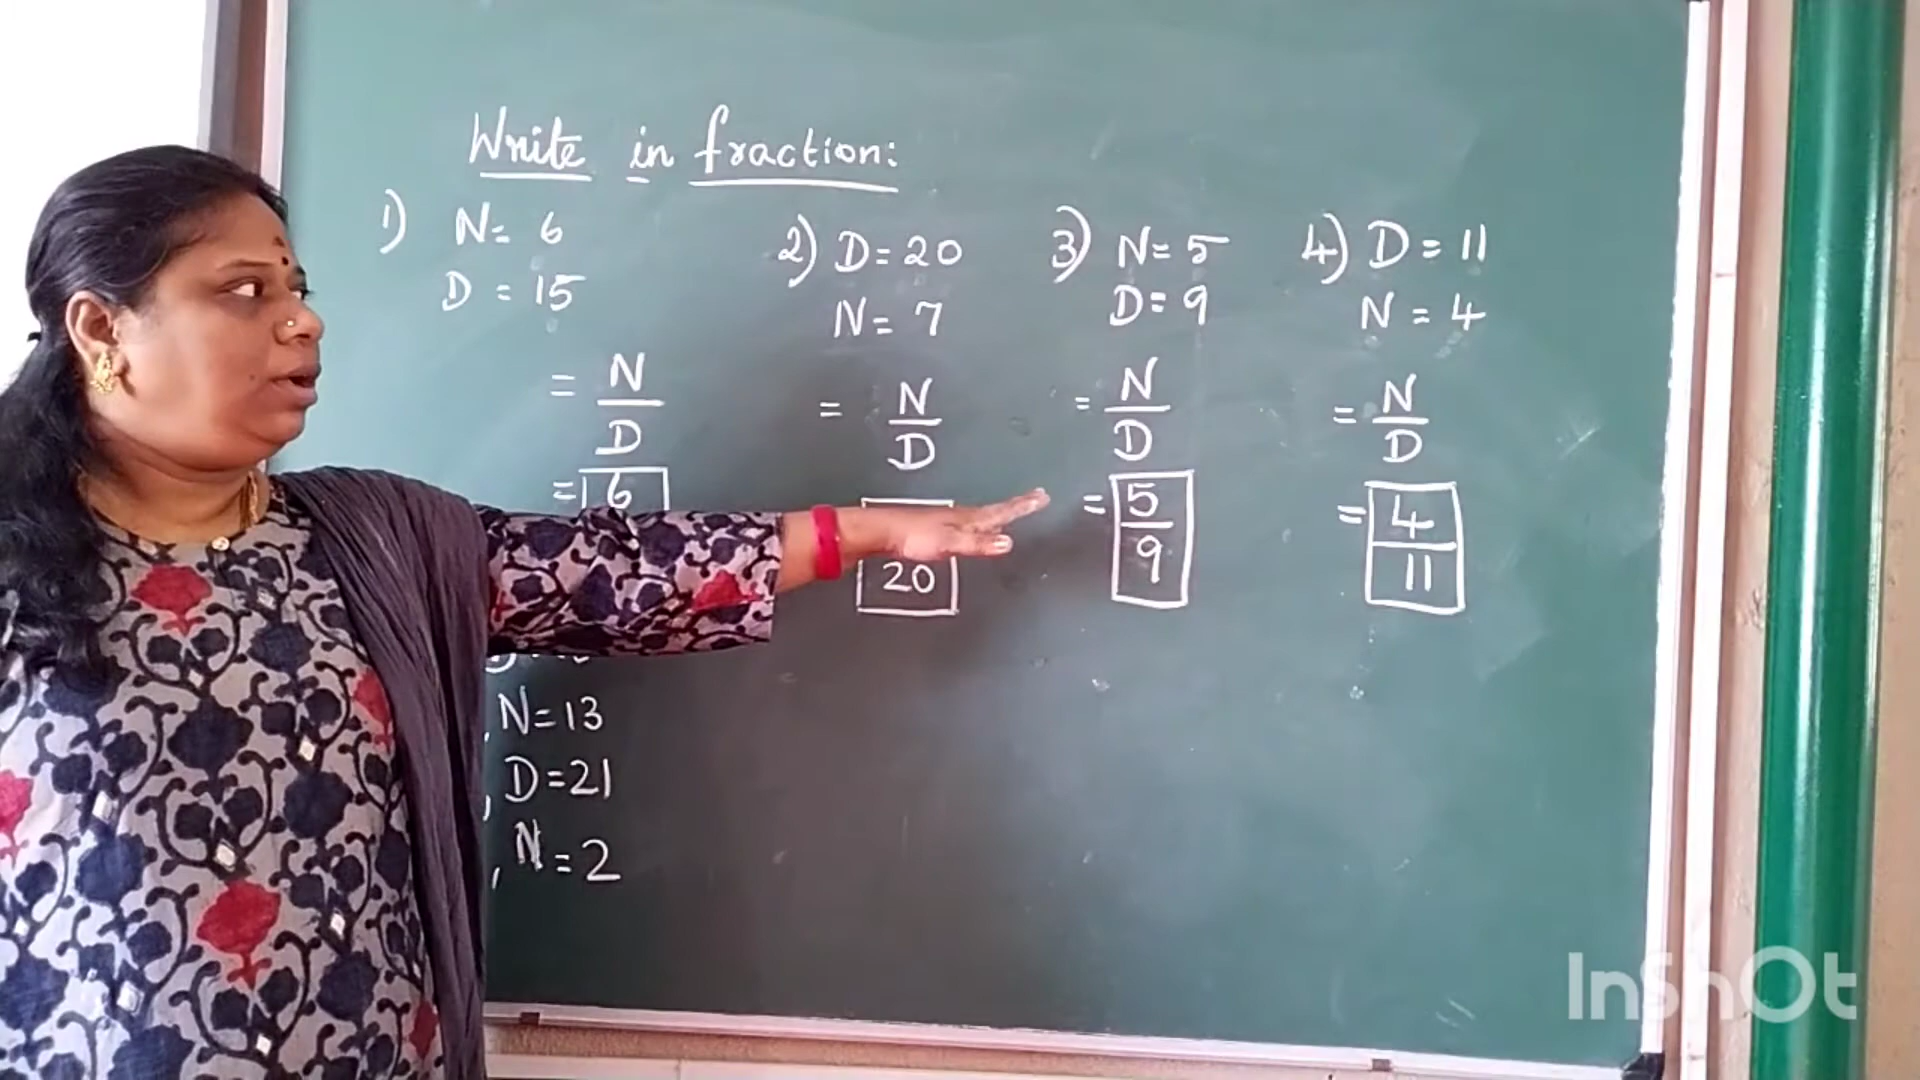 Write in fraction:
1) N= 6
D = 15
= N
D
= 6
2) D=20
N= 7
= N
D
20
3) N=5
D=9
= N
D
= 5
9
4) D = 11
N = 4
= N
D
= 4
11
, N=13
, D=21
, N=2
InShOt